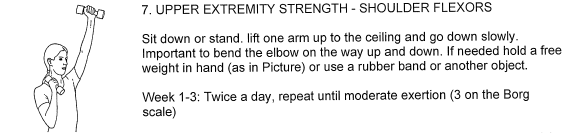 7. UPPER EXTREMITY STRENGTH - SHOULDER FLEXORS
Sit down or stand. lift one arm up to the ceiling and go down slowly.
Important to bend the elbow on the way up and down. If needed hold a free
weight in hand (as in Picture) or use a rubber band or another object.
Week 1-3: Twice a day, repeat until moderate exertion (3 on the Borg
scale)